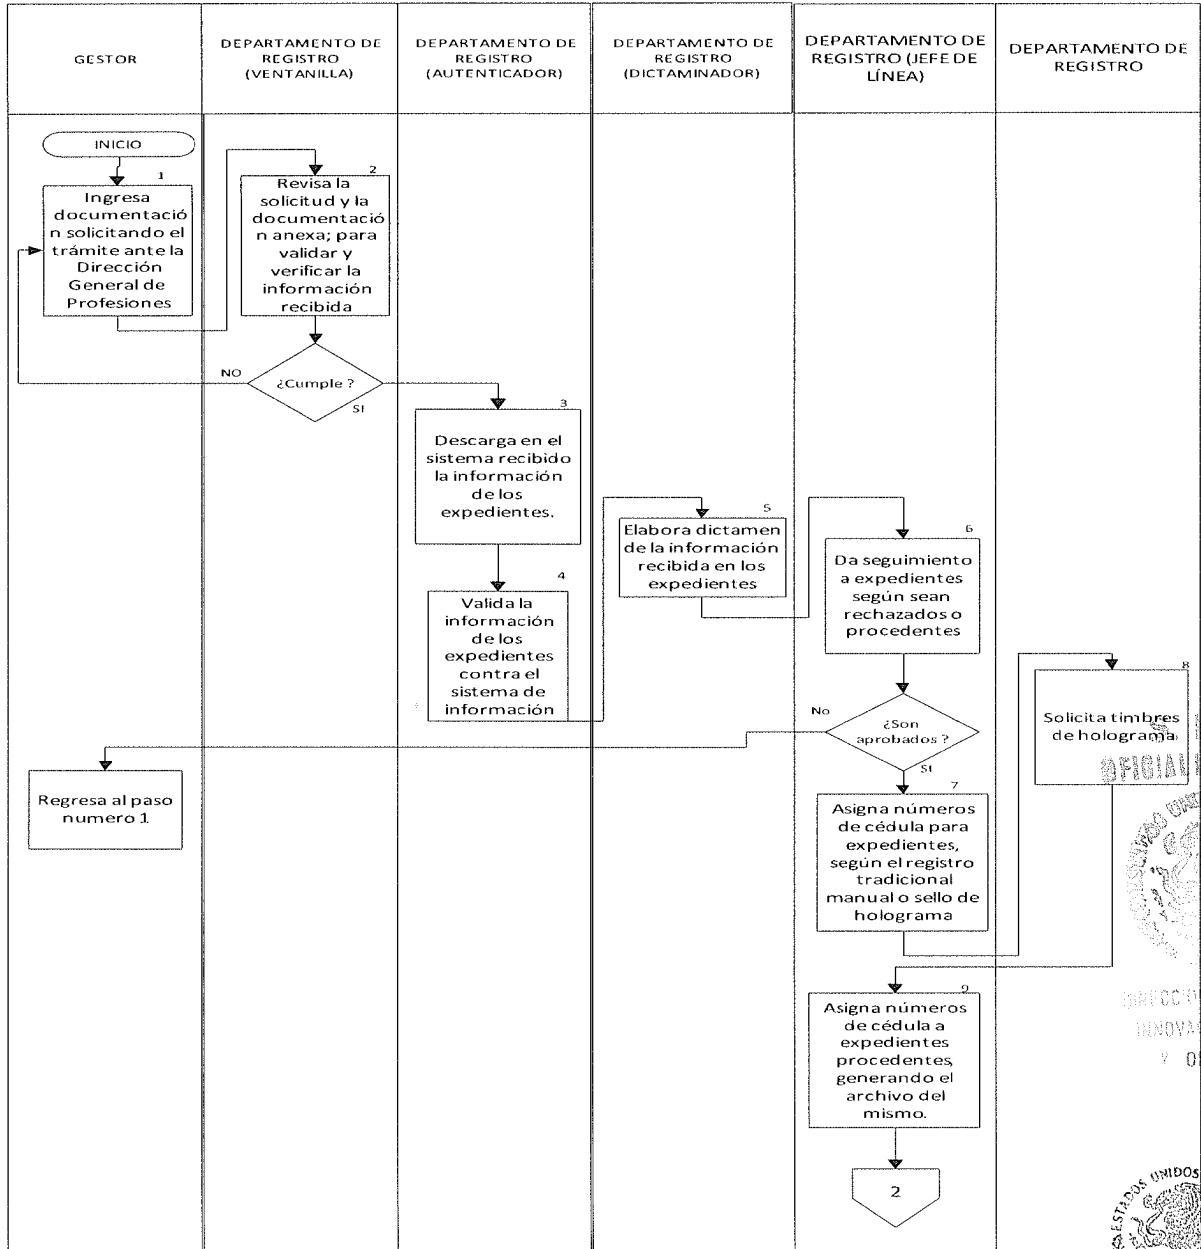 GESTOR
DEPARTAMENTO DE
REGISTRO
(VENTANILLA)
DEPARTAMENTO DE
REGISTRO
(AUTENTICADOR)
DEPARTAMENTO DE
REGISTRO
(DICTAMINADOR)
DEPARTAMENTO DE
REGISTRO (JEFE DE
LÍNEA)
DEPARTAMENTO DE
REGISTRO
INICIO
1
Ingresa
documentació
n solicitando el
trámite ante la
Dirección
General de
Profesiones
2
Revisa la
solicitud y la
documentació
n anexa; para
validar y
verificar la
información
recibida
NO
¿Cumple ?
SI
3
Descarga en el
sistema recibido
la información
de los
expedientes.
4
Valida la
información
de los
expedientes
contra el
sistema de
información
5
Elabora dictamen
de la información
recibida en los
expedientes
6
Da seguimiento
a expedientes
según sean
rechazados o
procedentes
No
¿Son
aprobados ?
SI
Regresa al paso
numero 1
7
Asigna números
de cédula para
expedientes,
según el registro
tradicional
manual o sello de
holograma
8
Solicita timbres
de holograma
9
Asigna números
de cédula a
expedientes
procedentes,
generando el
archivo del
mismo.
2
OFICIAL
ESTADOS UNIDOS